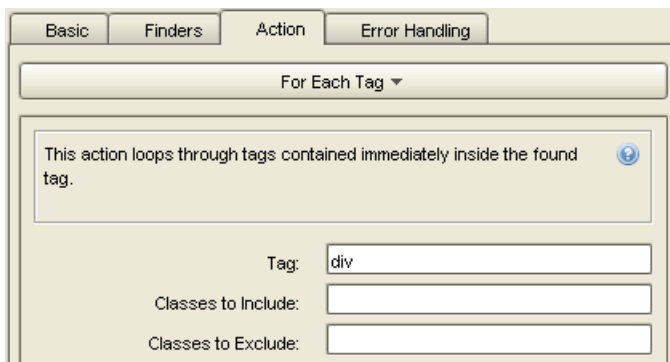 Basic Finders Action Error Handling
For Each Tag
This action loops through tags contained immediately inside the found
tag.
Tag: div
Classes to Include:
Classes to Exclude: